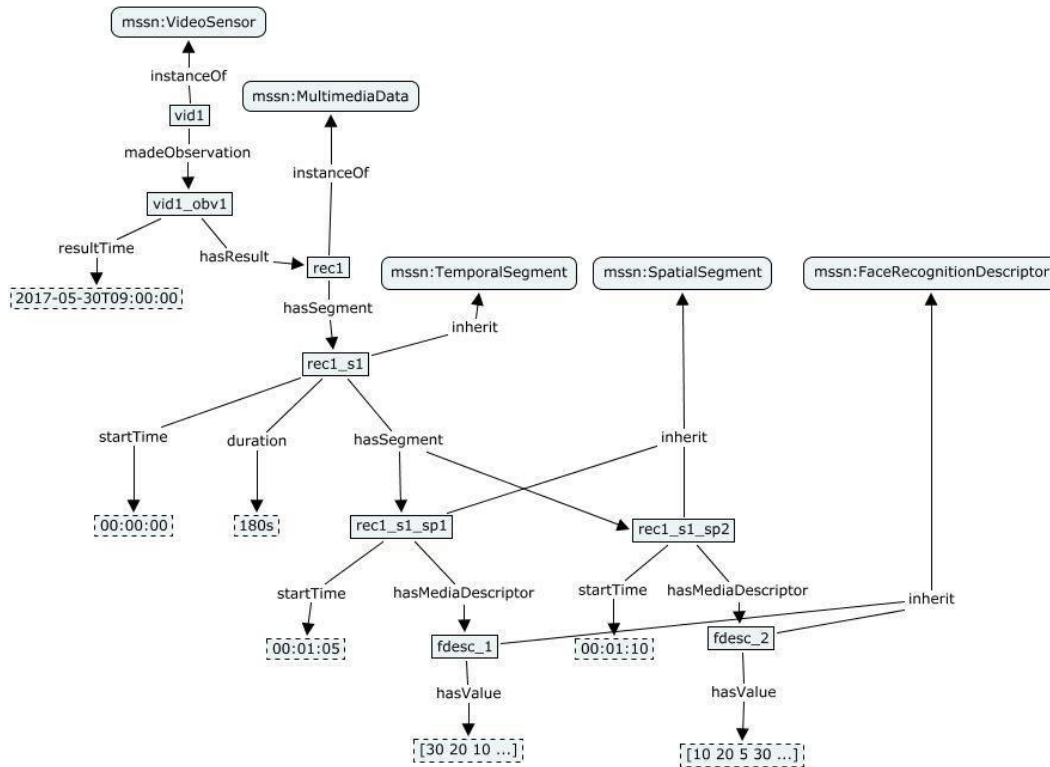 mssn:VideoSensor
instanceOf
mssn:MultimediaData
vid1
madeObservation
instanceOf
vid1_obv1
resultTime
hasResult
rec1
mssn:TemporalSegment
mssn:SpatialSegment
mssn:FaceRecognitionDescriptor
2017-05-30T09:00:00
hasSegment
inherit
rec1_s1
startTime
duration
hasSegment
inherit
00:00:00
180s
rec1_s1_sp1
rec1_s1_sp2
startTime
hasMediaDescriptor
startTime
hasMediaDescriptor
inherit
00:01:05
fdesc_1
00:01:10
fdesc_2
hasValue
hasValue
[30 20 10 ...]
[10 20 5 30 ...]